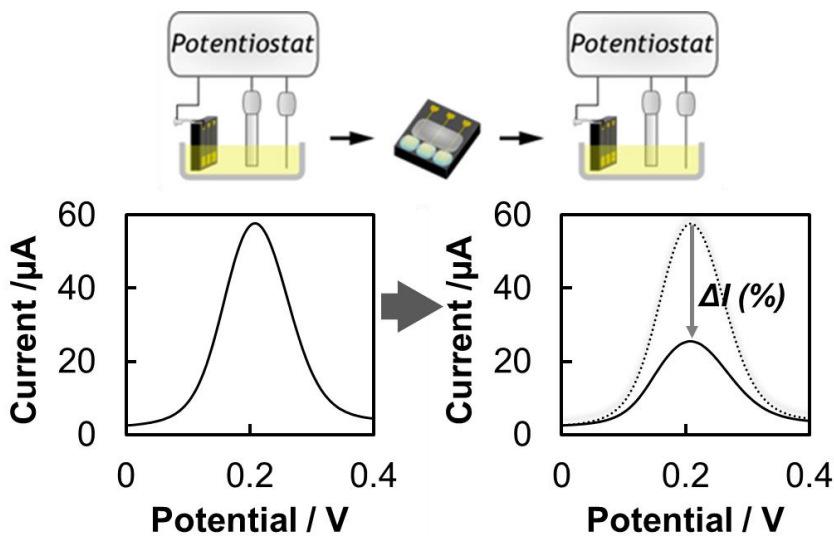 Potentiostat
Potentiostat
60
40
20
0
0
0.2
0.4
Current /µA
Potential / V
60
40
20
0
0
0.2
0.4
Current /µA
Potential / V
ΔI (%)